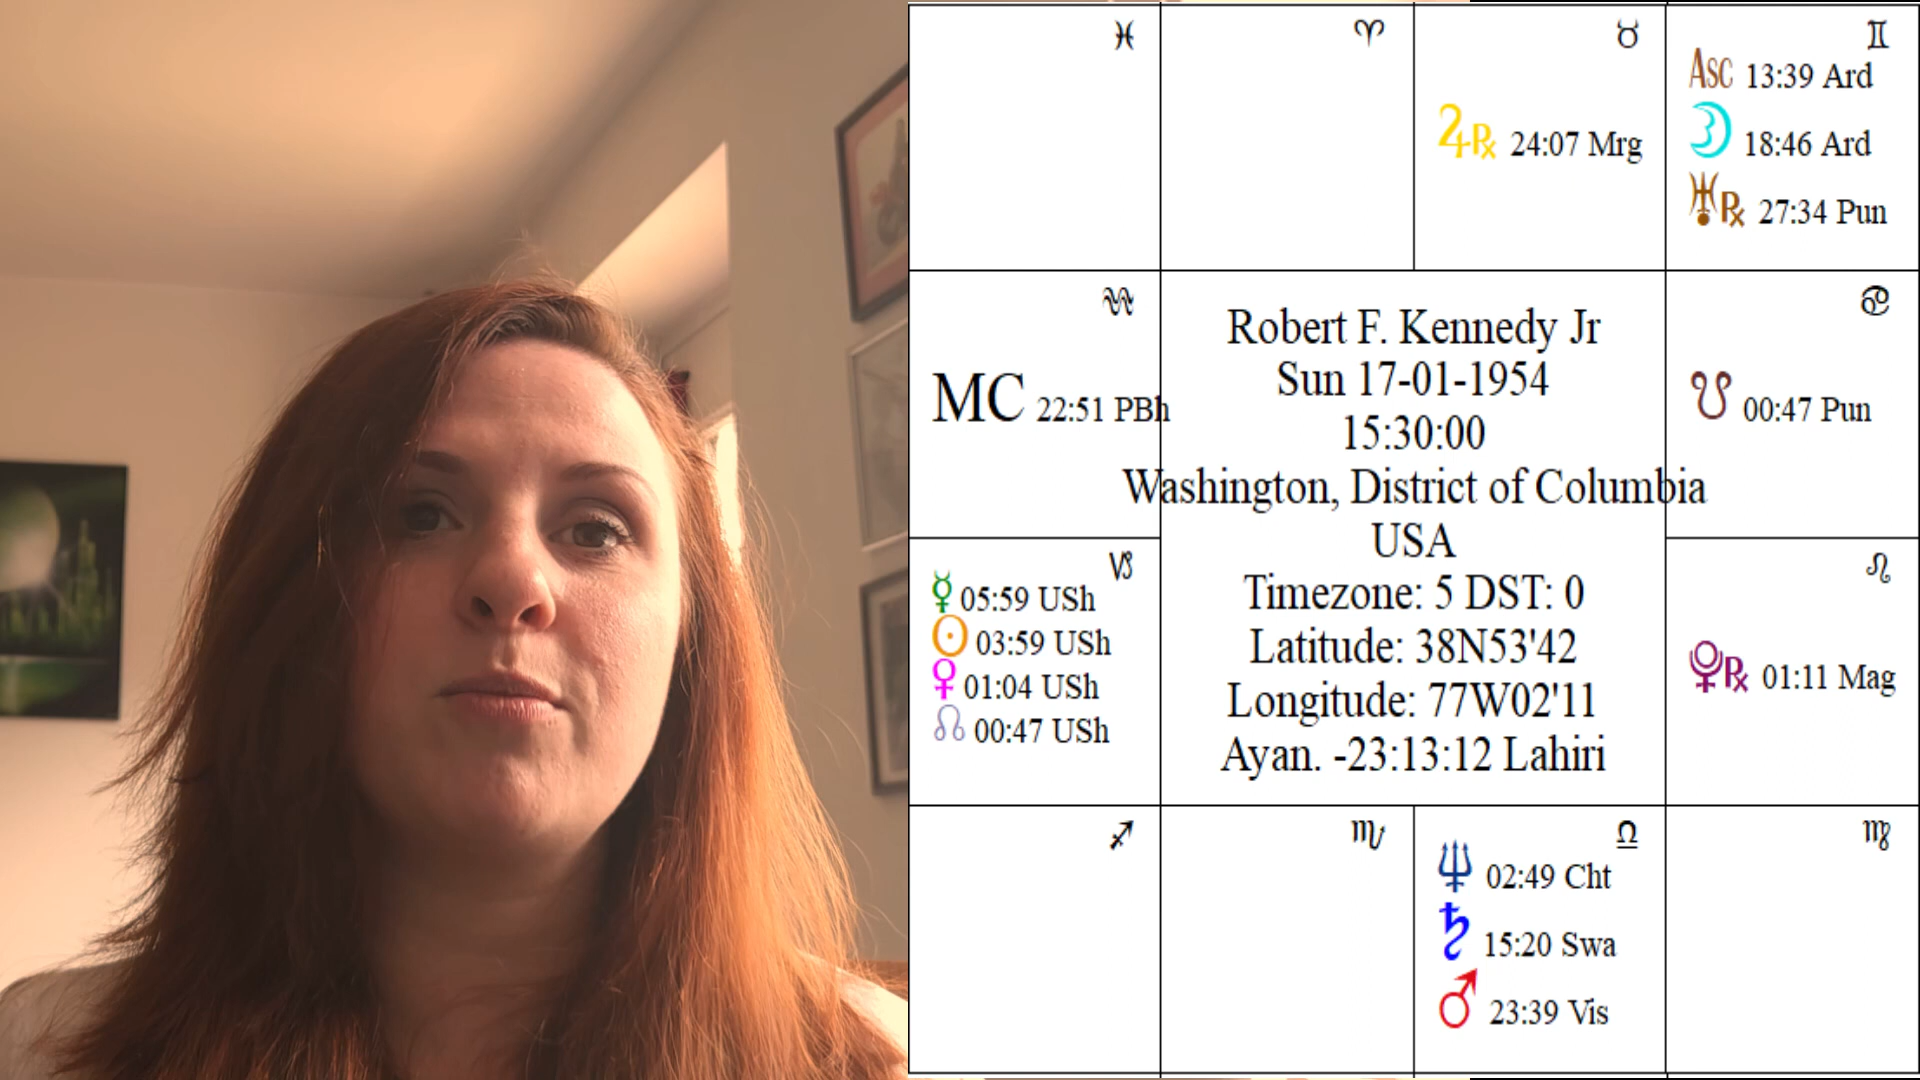 ♓
♈
♉
♃℞ 24:07 Mrg
♊
Asc 13:39 Ard
☽ 18:46 Ard
♅℞ 27:34 Pun
♒
MC 22:51 PBh
Robert F. Kennedy Jr
Sun 17-01-1954
15:30:00
Washington, District of Columbia
USA
Timezone: 5 DST: 0
Latitude: 38N53'42
Longitude: 77W02'11
Ayan. -23:13:12 Lahiri
♋
☋ 00:47 Pun
♑
☿ 05:59 USh
☉ 03:59 USh
♀ 01:04 USh
☊ 00:47 USh
♌
♇℞ 01:11 Mag
♐
♏
♎
♆ 02:49 Cht
♄ 15:20 Swa
♂ 23:39 Vis
♍